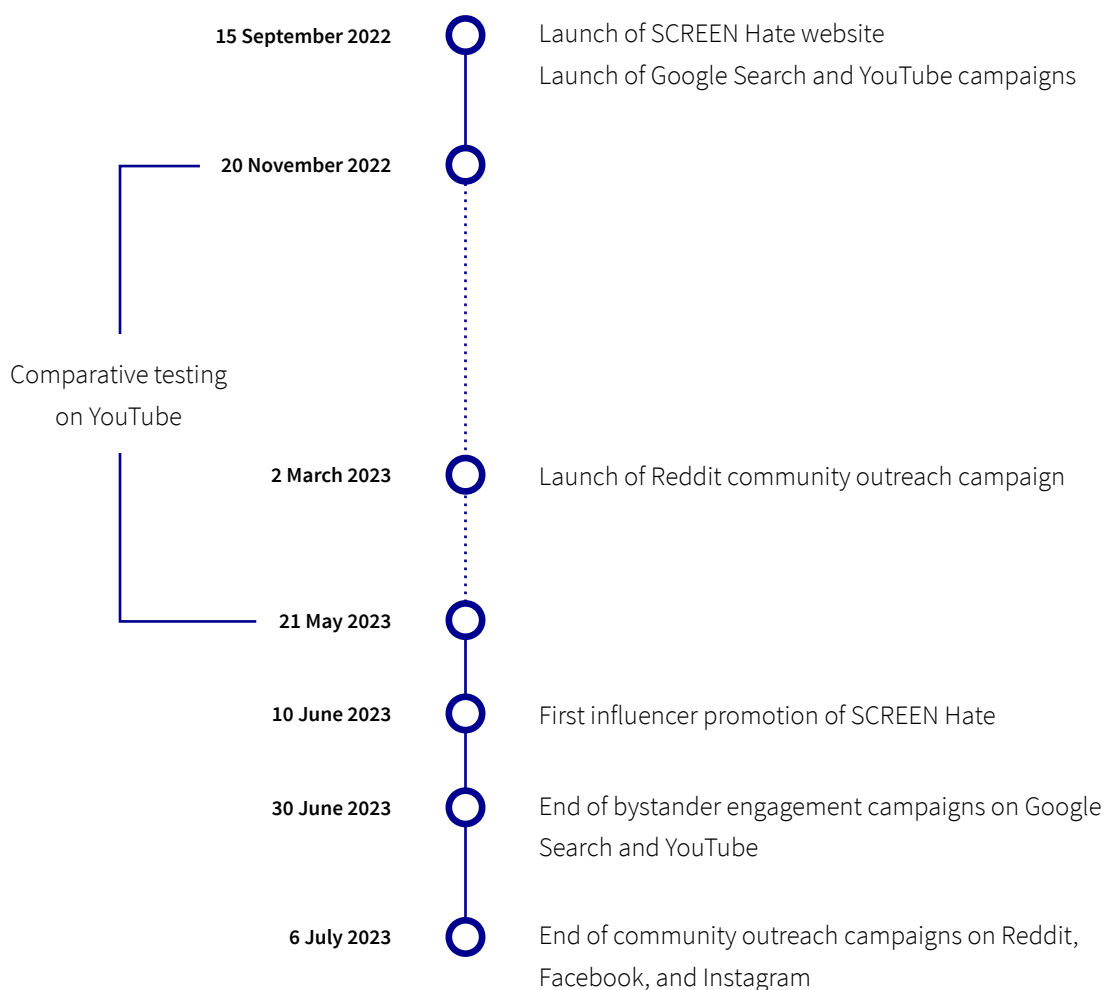 15 September 2022
Launch of SCREEN Hate website
Launch of Google Search and YouTube campaigns
20 November 2022
Comparative testing
on YouTube
2 March 2023
Launch of Reddit community outreach campaign
21 May 2023
10 June 2023
First influencer promotion of SCREEN Hate
30 June 2023
End of bystander engagement campaigns on Google
Search and YouTube
6 July 2023
End of community outreach campaigns on Reddit,
Facebook, and Instagram